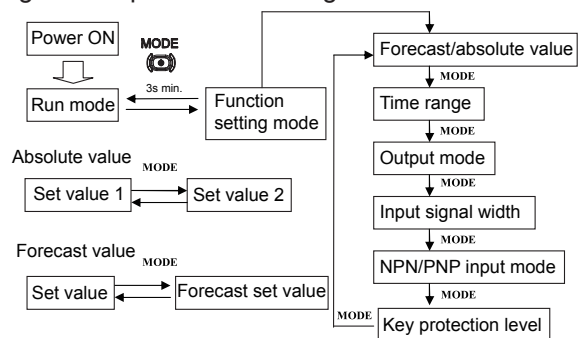 Power ON
MODE
3s min.
Run mode
Function
setting mode
Absolute value
MODE
Set value 1
Set value 2
Forecast value
MODE
Set value
Forecast set value
Forecast/absolute value
MODE
Time range
MODE
Output mode
MODE
Input signal width
MODE
NPN/PNP input mode
MODE
MODE
Key protection level